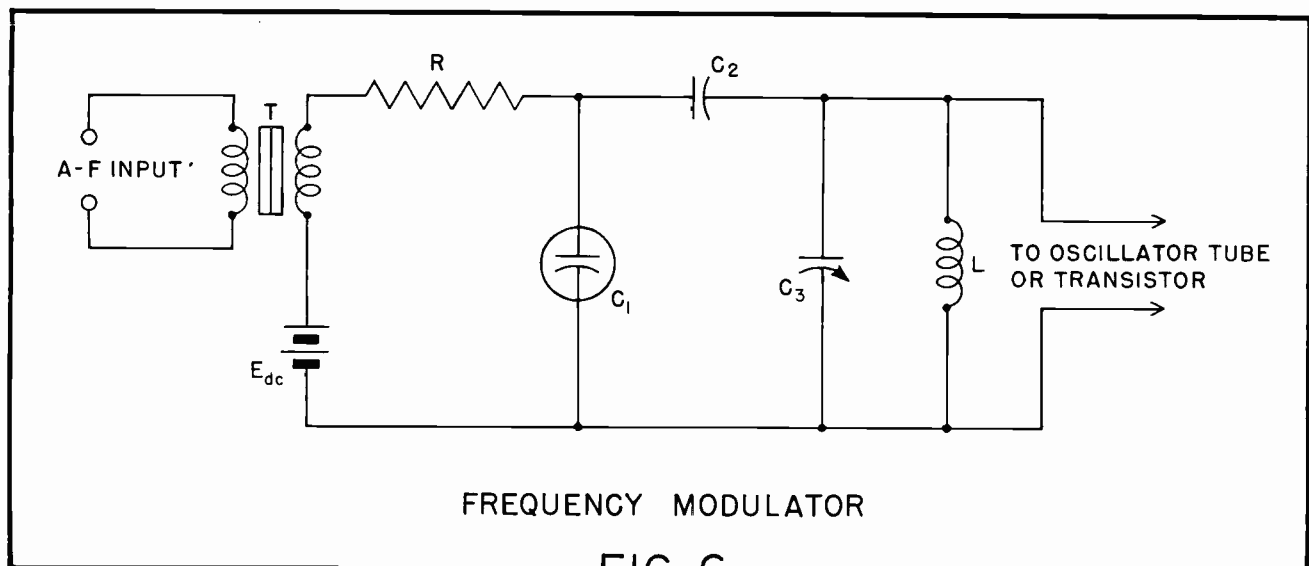 R
C₂
T
A-F INPUT
TO OSCILLATOR TUBE
OR TRANSISTOR
L
C₃
C₁
Edc
FREQUENCY MODULATOR